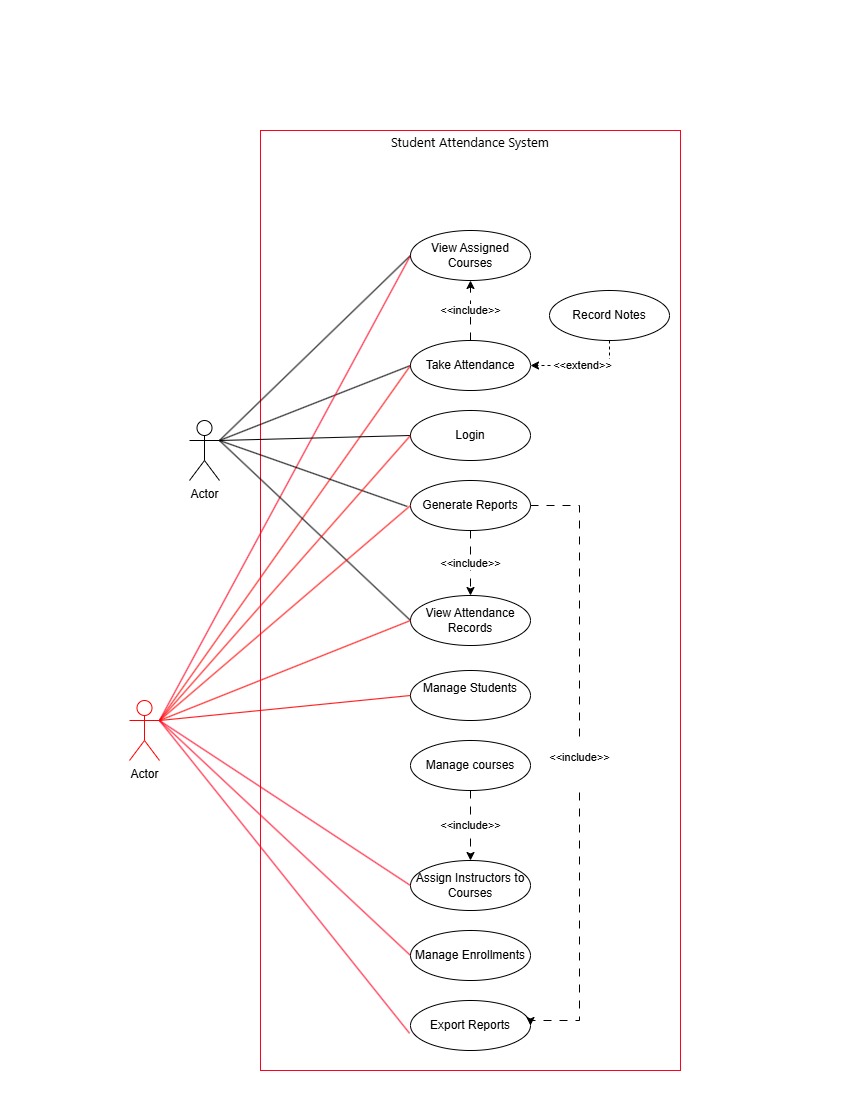 Student Attendance System
View Assigned
Courses
<<include>>
Record Notes
Take Attendance
<<extend>>
Login
Actor
Generate Reports
<<include>>
View Attendance
Records
Manage Students
Actor
Manage courses
<<include>>
<<include>>
Assign Instructors to
Courses
Manage Enrollments
Export Reports